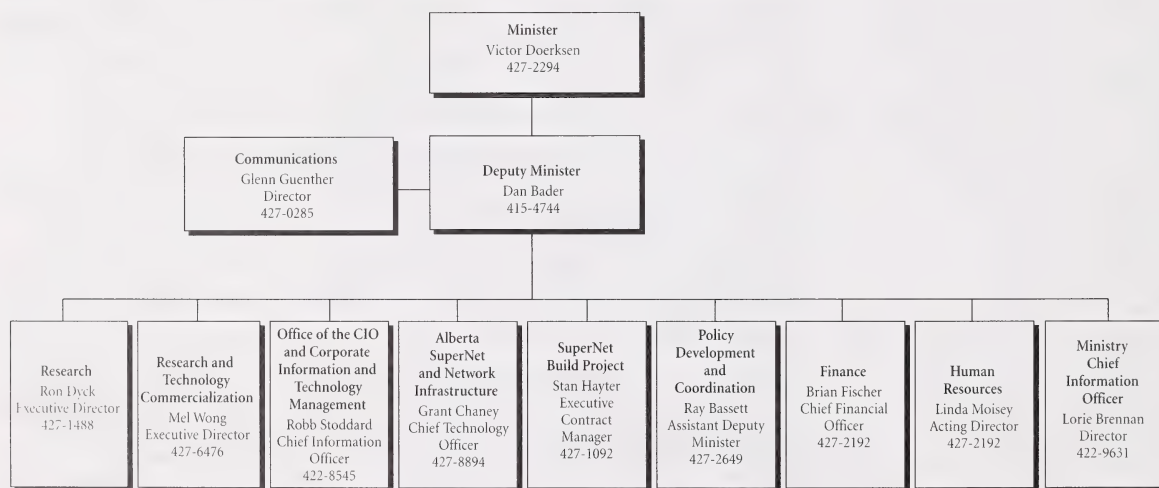 Minister
Victor Doerksen
427-2294
Communications
Glenn Guenther
Director
427-0285
Deputy Minister
Dan Bader
415-4744
Research
Ron Dyck
Executive Director
427-1488
Research and
Technology
Commercialization
Mel Wong
Executive Director
427-6476
Office of the CIO
and Corporate
Information and
Technology
Management
Robb Stoddard
Chief Information
Officer
422-8545
Alberta
SuperNet
and Network
Infrastructure
Grant Chaney
Chief Technology
Officer
427-8894
SuperNet
Build Project
Stan Hayter
Executive
Contract
Manager
427-1092
Policy
Development
and
Coordination
Ray Bassett
Assistant Deputy
Minister
427-2649
Finance
Brian Fischer
Chief Financial
Officer
427-2192
Human
Resources
Linda Moisey
Acting Director
427-2192
Ministry
Chief
Information
Officer
Lorie Brennan
Director
422-9631